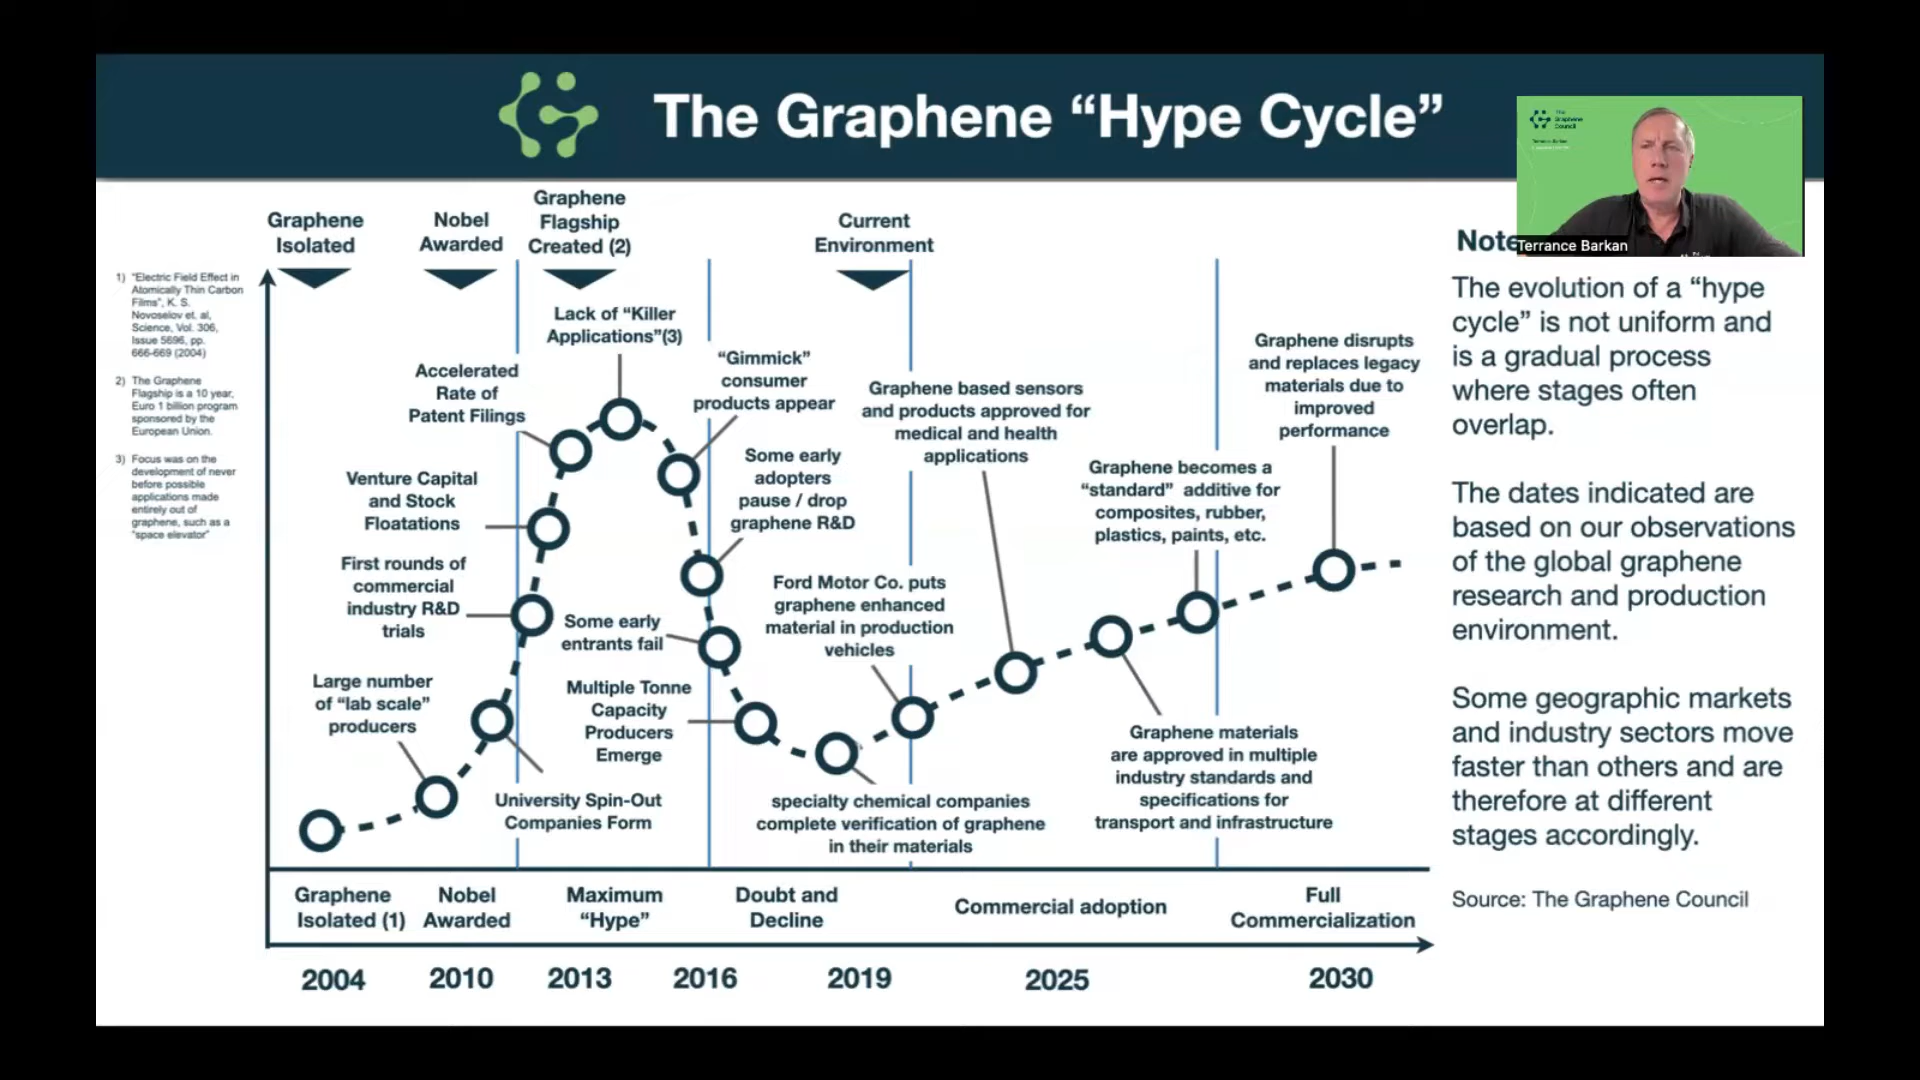 The Graphene “Hype Cycle”
The
Graphene
Council
Terrance Barkan
Terrance Barkan
Graphene
Isolated
Nobel
Awarded
Graphene
Flagship
Created (2)
Current
Environment
1) “Electric Field Effect in
Atomically Thin Carbon
Films”, K. S.
Novoselov et. al,
Science, Vol. 306,
Issue 5696, pp.
666-669 (2004)
2) The Graphene
Flagship is a 10 year,
Euro 1 billion program
sponsored by the
European Union.
3) Focus was on the
development of never
before possible
applications made
entirely out of
graphene, such as a
“space elevator”
Lack of “Killer
Applications”(3)
Accelerated
Rate of
Patent Filings
“Gimmick”
consumer
products appear
Venture Capital
and Stock
Floatations
Some early
adopters
pause / drop
graphene R&D
First rounds of
commercial
industry R&D
trials
Some early
entrants fail
Large number
of “lab scale”
producers
Multiple Tonne
Capacity
Producers
Emerge
University Spin-Out
Companies Form
Ford Motor Co. puts
graphene enhanced
material in production
vehicles
specialty chemical companies
complete verification of graphene
in their materials
Graphene based sensors
and products approved for
medical and health
applications
Graphene becomes a
“standard” additive for
composites, rubber,
plastics, paints, etc.
Graphene materials
are approved in multiple
industry standards and
specifications for
transport and infrastructure
Graphene disrupts
and replaces legacy
materials due to
improved
performance
Graphene
Isolated (1)
Nobel
Awarded
Maximum
“Hype”
Doubt and
Decline
Commercial adoption
Full
Commercialization
2004 2010 2013 2016 2019 2025 2030
Note
The evolution of a “hype
cycle” is not uniform and
is a gradual process
where stages often
overlap.
The dates indicated are
based on our observations
of the global graphene
research and production
environment.
Some geographic markets
and industry sectors move
faster than others and are
therefore at different
stages accordingly.
Source: The Graphene Council